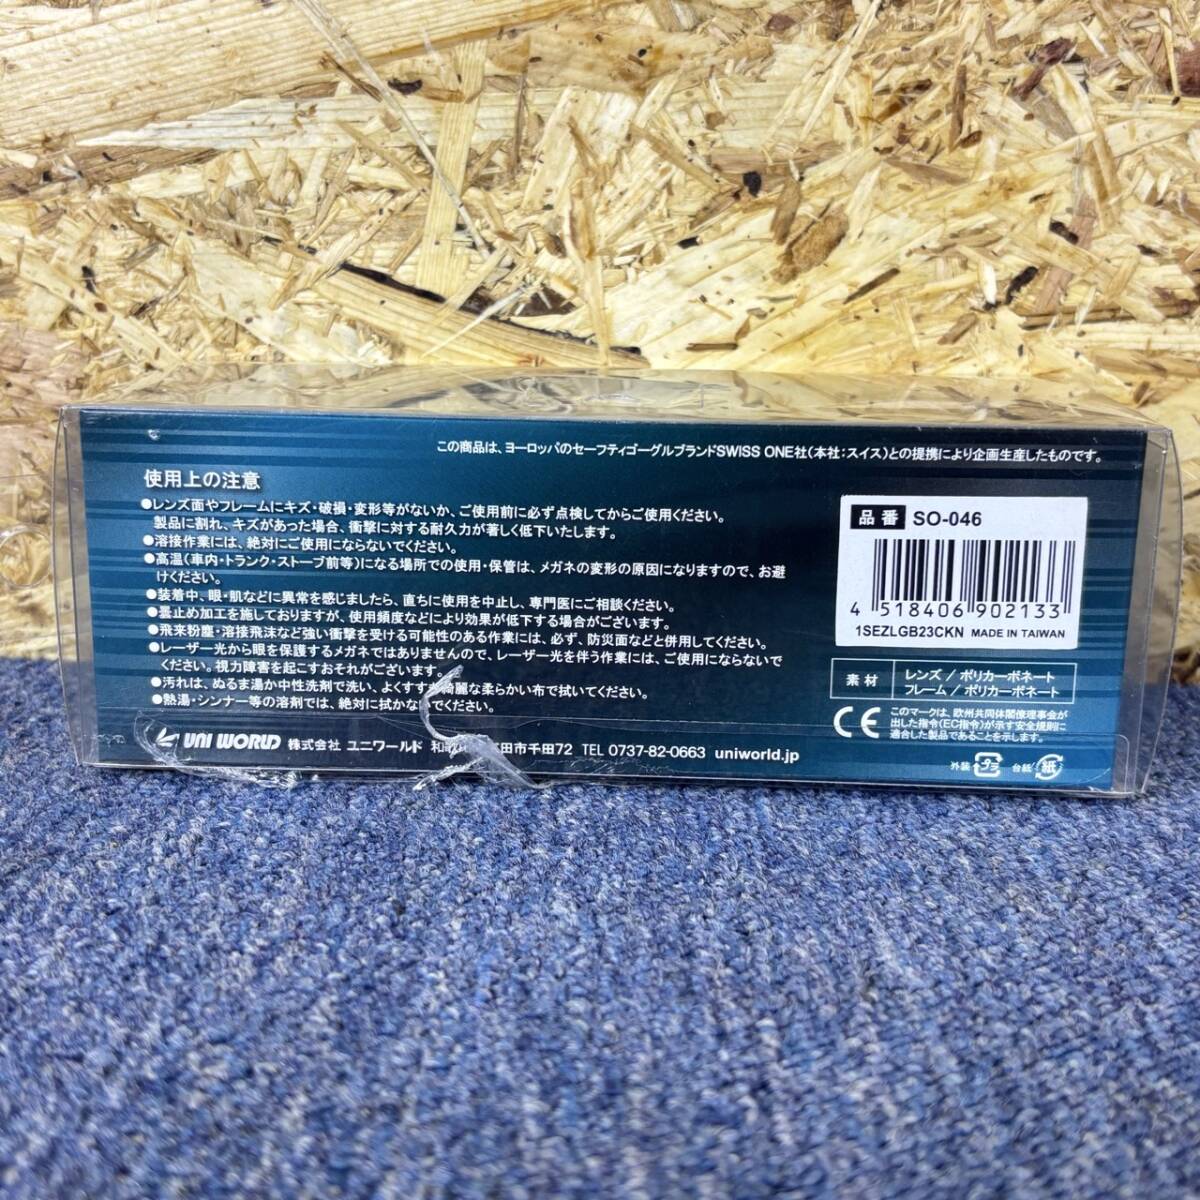 この商品は、ヨーロッパのセーフティゴーグルブランドSWISS ONE社(本社:スイス)との提携により企画生産したものです。
使用上の注意
●レンズ面やフレームにキズ・破損・変形等がないか、ご使用前に必ず点検してからご使用ください。
製品に割れ、キズがあった場合、衝撃に対する耐久力が著しく低下いたします。
●溶接作業には、絶対にご使用にならないでください。
●高温(車内・トランク・ストーブ前等)になる場所での使用・保管は、メガネの変形の原因になりますので、お避
けください。
●装着中、眼・肌などに異常を感じましたら、直ちに使用を中止し、専門医にご相談ください。
●曇止め加工を施しておりますが、使用頻度などにより効果が低下する場合がございます。
●飛来粉塵・溶接飛沫など強い衝撃を受ける可能性のある作業には、必ず、防災面などと併用してください。
●レーザー光から眼を保護するメガネではありませんので、レーザー光を伴う作業には、ご使用にならないで
ください。視力障害を起こすおそれがございます。
●汚れは、ぬるま湯か中性洗剤で洗い、よくすすぎ綺麗な柔らかい布で拭いてください。
●熱湯・シンナー等の溶剤では、絶対に拭かないでください。
UNI WORLD 株式会社 ユニワールド 和 田市千田72 TEL 0737-82-0663 uniworld.jp
品番 SO-046
4 518406 902133
1SEZLGB23CKN MADE IN TAIWAN
素材
レンズ/ポリカーボネート
フレーム/ポリカーボネート
CE
このマークは、欧州共同体閣僚理事会が
出した指令(EC指令)が示す安全規則に
適合した製品であることを示します。
外装 プラ 台紙 紙